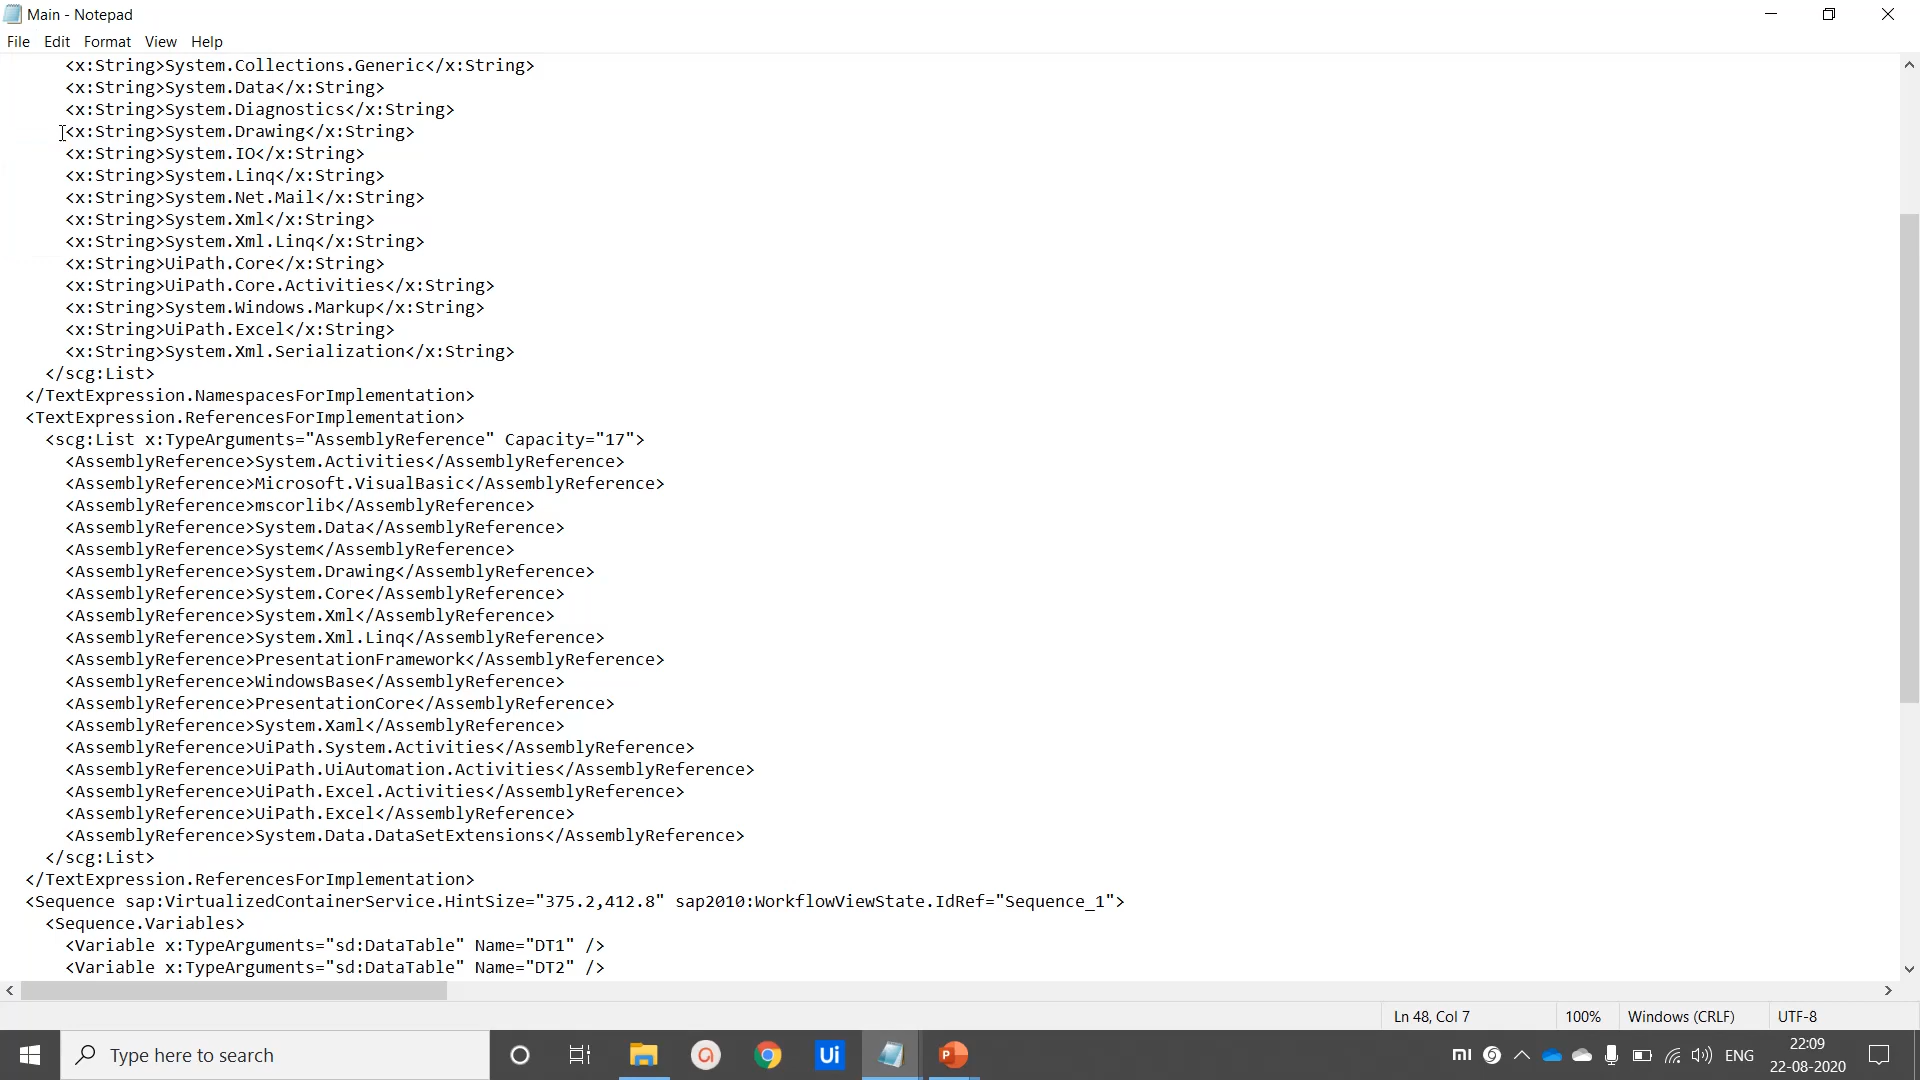 Main - Notepad
File Edit Format View Help
<x:String>System.Collections.Generic</x:String>
<x:String>System.Data</x:String>
<x:String>System.Diagnostics</x:String>
<x:String>System.Drawing</x:String>
<x:String>System.IO</x:String>
<x:String>System.Linq</x:String>
<x:String>System.Net.Mail</x:String>
<x:String>System.Xml</x:String>
<x:String>System.Xml.Linq</x:String>
<x:String>UiPath.Core</x:String>
<x:String>UiPath.Core.Activities</x:String>
<x:String>System.Windows.Markup</x:String>
<x:String>UiPath.Excel</x:String>
<x:String>System.Xml.Serialization</x:String>
</scg:List>
</TextExpression.NamespacesForImplementation>
<TextExpression.ReferencesForImplementation>
<scg:List x:TypeArguments="AssemblyReference" Capacity="17">
<AssemblyReference>System.Activities</AssemblyReference>
<AssemblyReference>Microsoft.VisualBasic</AssemblyReference>
<AssemblyReference>mscorlib</AssemblyReference>
<AssemblyReference>System.Data</AssemblyReference>
<AssemblyReference>System</AssemblyReference>
<AssemblyReference>System.Drawing</AssemblyReference>
<AssemblyReference>System.Core</AssemblyReference>
<AssemblyReference>System.Xml</AssemblyReference>
<AssemblyReference>System.Xml.Linq</AssemblyReference>
<AssemblyReference>PresentationFramework</AssemblyReference>
<AssemblyReference>WindowsBase</AssemblyReference>
<AssemblyReference>PresentationCore</AssemblyReference>
<AssemblyReference>System.Xaml</AssemblyReference>
<AssemblyReference>UiPath.System.Activities</AssemblyReference>
<AssemblyReference>UiPath.UiAutomation.Activities</AssemblyReference>
<AssemblyReference>UiPath.Excel.Activities</AssemblyReference>
<AssemblyReference>UiPath.Excel</AssemblyReference>
<AssemblyReference>System.Data.DataSetExtensions</AssemblyReference>
</scg:List>
</TextExpression.ReferencesForImplementation>
<Sequence sap:VirtualizedContainerService.HintSize="375.2,412.8" sap2010:WorkflowViewState.IdRef="Sequence_1">
<Sequence.Variables>
<Variable x:TypeArguments="sd:DataTable" Name="DT1" />
<Variable x:TypeArguments="sd:DataTable" Name="DT2" />
Ln 48, Col 7 100% Windows (CRLF) UTF-8
Type here to search Ui P mi ENG 22:09
22-08-2020